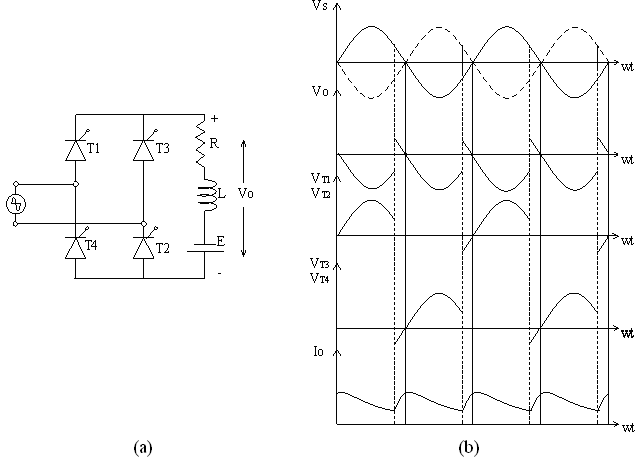 T1
T3
T4
T2
+
R
L
Vo
E
-
(a)
Vs
wt
Vo
wt
VT1
VT2
wt
VT3
VT4
wt
Io
wt
(b)